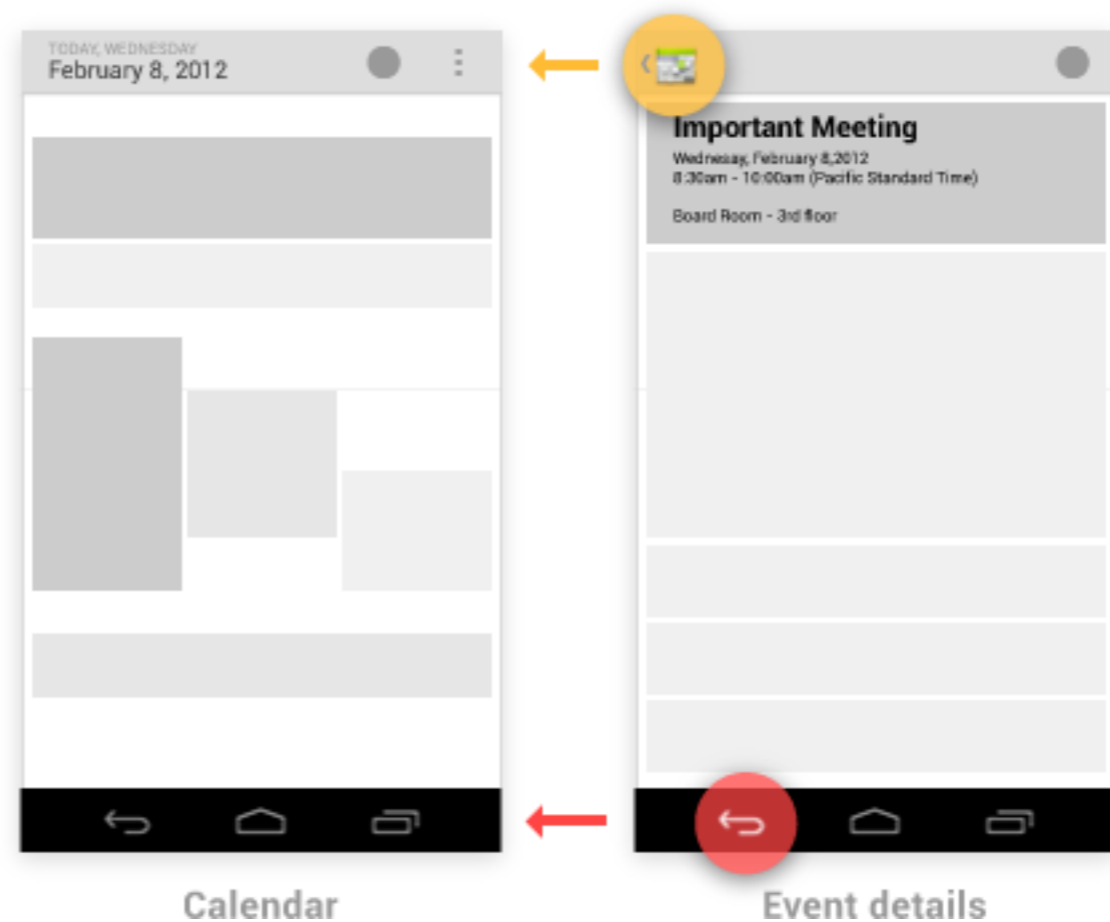 TODAY, WEDNESDAY
February 8, 2012
Important Meeting
Wednesay, February 8,2012
8:30am - 10:00am (Pacific Standard Time)
Board Room - 3rd floor
Calendar
Event details